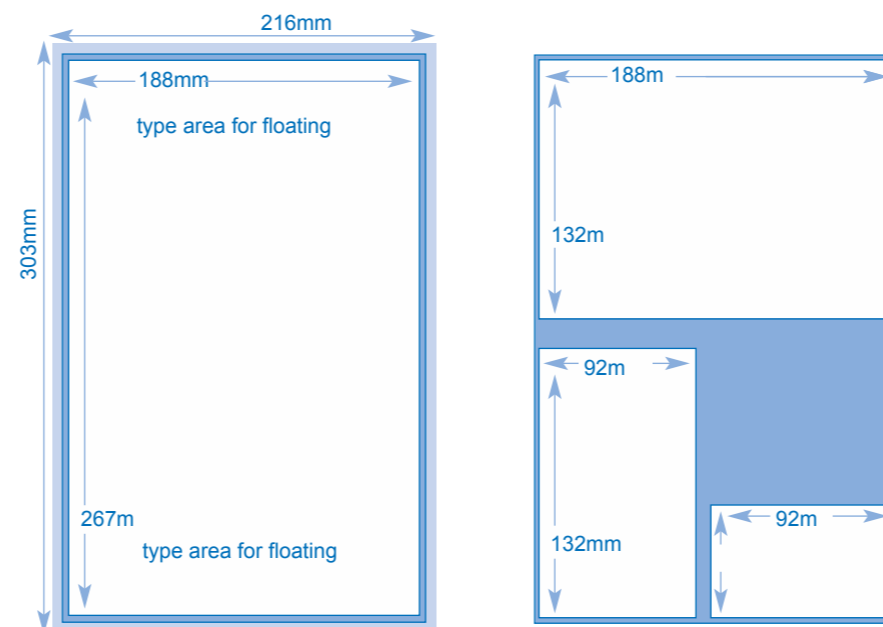 216mm
188mm
type area for floating
303mm
267m
type area for floating
188m
132m
92m
132mm
92m